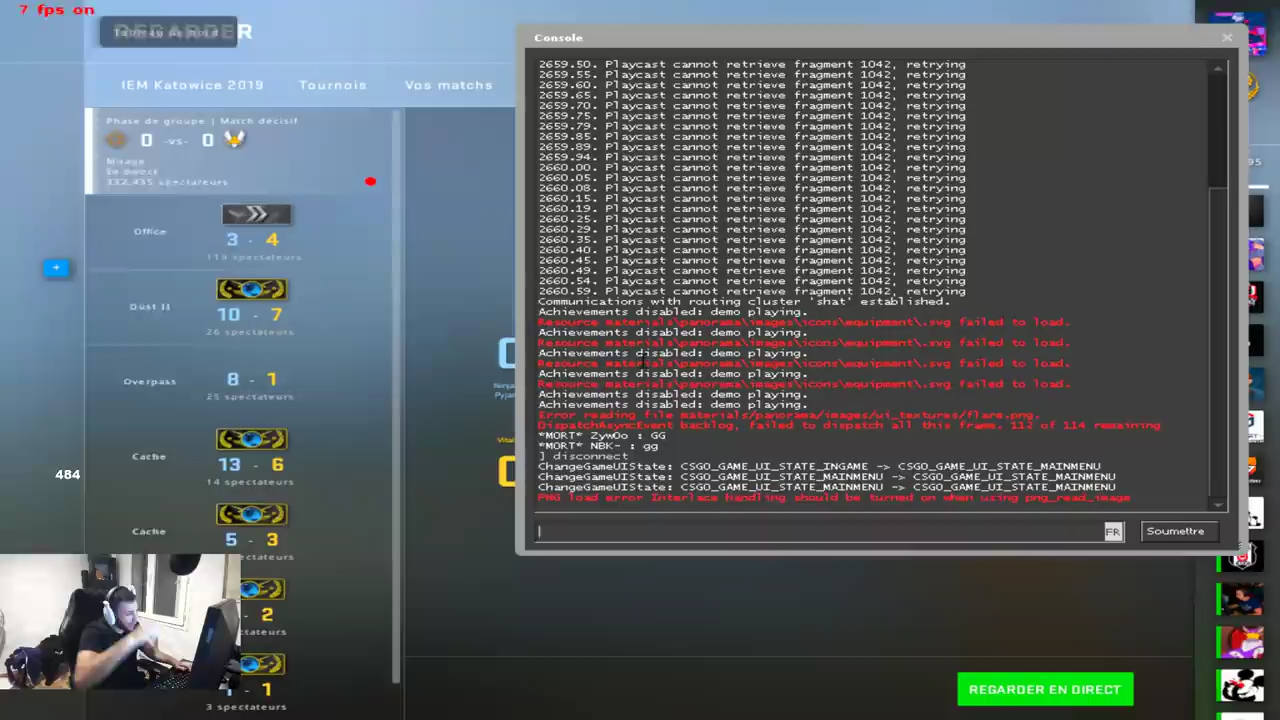 7 fps on
REGARDER
Tableau de bord
IEM Katowice 2019
Tournois
Vos matchs
Phase de groupe | Match décisif
0 -vs- 0
Mirage
En direct
332,435 spectateurs
Office
3 - 4
119 spectateurs
Dust II
10 - 7
26 spectateurs
Overpass
8 - 1
25 spectateurs
Cache
13 - 6
14 spectateurs
Cache
5 - 3
spectateurs
- 2
spectateurs
- 1
3 spectateurs
484
+
Console
2659.50. Playcast cannot retrieve fragment 1042, retrying
2659.55. Playcast cannot retrieve fragment 1042, retrying
2659.60. Playcast cannot retrieve fragment 1042, retrying
2659.65. Playcast cannot retrieve fragment 1042, retrying
2659.70. Playcast cannot retrieve fragment 1042, retrying
2659.75. Playcast cannot retrieve fragment 1042, retrying
2659.79. Playcast cannot retrieve fragment 1042, retrying
2659.85. Playcast cannot retrieve fragment 1042, retrying
2659.89. Playcast cannot retrieve fragment 1042, retrying
2659.94. Playcast cannot retrieve fragment 1042, retrying
2660.00. Playcast cannot retrieve fragment 1042, retrying
2660.05. Playcast cannot retrieve fragment 1042, retrying
2660.08. Playcast cannot retrieve fragment 1042, retrying
2660.15. Playcast cannot retrieve fragment 1042, retrying
2660.19. Playcast cannot retrieve fragment 1042, retrying
2660.25. Playcast cannot retrieve fragment 1042, retrying
2660.29. Playcast cannot retrieve fragment 1042, retrying
2660.35. Playcast cannot retrieve fragment 1042, retrying
2660.40. Playcast cannot retrieve fragment 1042, retrying
2660.45. Playcast cannot retrieve fragment 1042, retrying
2660.49. Playcast cannot retrieve fragment 1042, retrying
2660.54. Playcast cannot retrieve fragment 1042, retrying
2660.59. Playcast cannot retrieve fragment 1042, retrying
Communications with routing cluster 'shat' established.
Achievements disabled: demo playing.
Resource materials\panorama\images\icons\equipment\.svg failed to load.
Achievements disabled: demo playing.
Resource materials\panorama\images\icons\equipment\.svg failed to load.
Achievements disabled: demo playing.
Resource materials\panorama\images\icons\equipment\.svg failed to load.
Achievements disabled: demo playing.
Resource materials\panorama\images\icons\equipment\.svg failed to load.
Achievements disabled: demo playing.
Achievements disabled: demo playing.
Error reading file materials/panorama/images/ui_textures/flare.png.
DispatchAsyncEvent backlog, failed to dispatch all this frame. 112 of 114 remaining
*MORT* ZywOo : GG
*MORT* NBK- : gg
] disconnect
ChangeGameUIState: CSGO_GAME_UI_STATE_INGAME -> CSGO_GAME_UI_STATE_MAINMENU
ChangeGameUIState: CSGO_GAME_UI_STATE_MAINMENU -> CSGO_GAME_UI_STATE_MAINMENU
ChangeGameUIState: CSGO_GAME_UI_STATE_MAINMENU -> CSGO_GAME_UI_STATE_MAINMENU
PNG load error Interlace handling should be turned on when using png_read_image
FR
Soumettre
Ninja
Pyja
Vital
REGARDER EN DIRECT